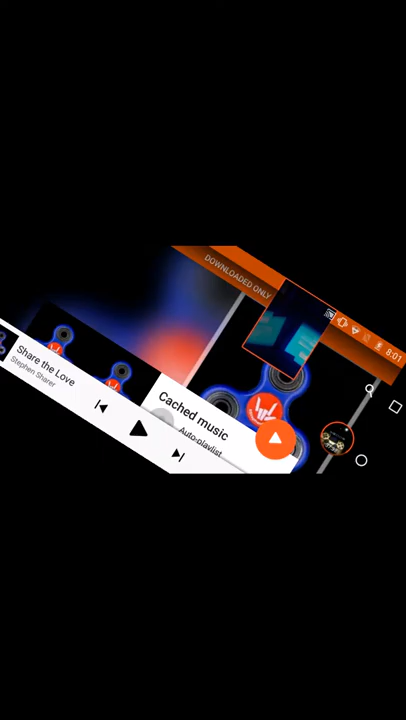 DOWNLOADED ONLY
8:01
Cached music
Auto-playlist
Share the Love
Stephen Sharer